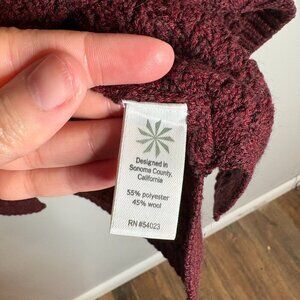 Designed in
Sonoma County,
California
55% polyester
45% wool
RN #54023